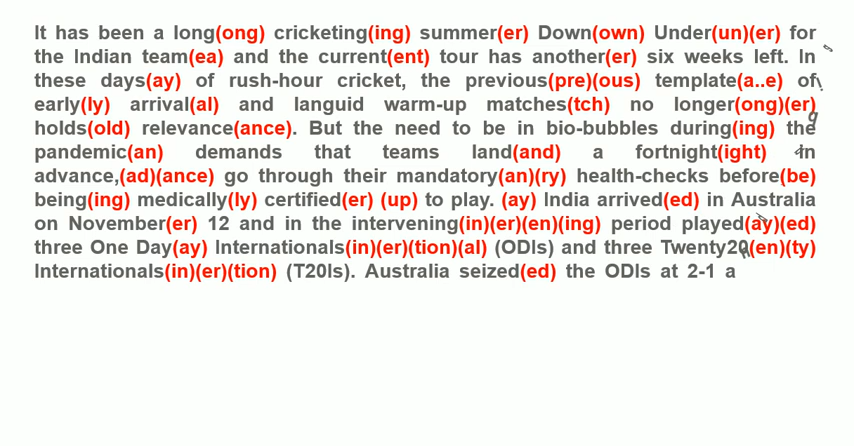 It has been a long(ong) cricketing(ing) summer(er) Down(own) Under(un)(er) for
the Indian team(ea) and the current(ent) tour has another(er) six weeks left. In
these days(ay) of rush-hour cricket, the previous(pre)(ous) template(a..e) of
early(ly) arrival(al) and languid warm-up matches(tch) no longer(ong)(er)
holds(old) relevance(ance). But the need to be in bio-bubbles during(ing) the
pandemic(an) demands that teams land(and) a fortnight(ight) in
advance,(ad)(ance) go through their mandatory(an)(ry) health-checks before(be)
being(ing) medically(ly) certified(er) (up) to play. (ay) India arrived(ed) in Australia
on November(er) 12 and in the intervening(in)(er)(en)(ing) period played(ay)(ed)
three One Day(ay) Internationals(in)(er)(tion)(al) (ODIs) and three Twenty20(en)(ty)
Internationals(in)(er)(tion) (T20Is). Australia seized(ed) the ODIs at 2-1 a